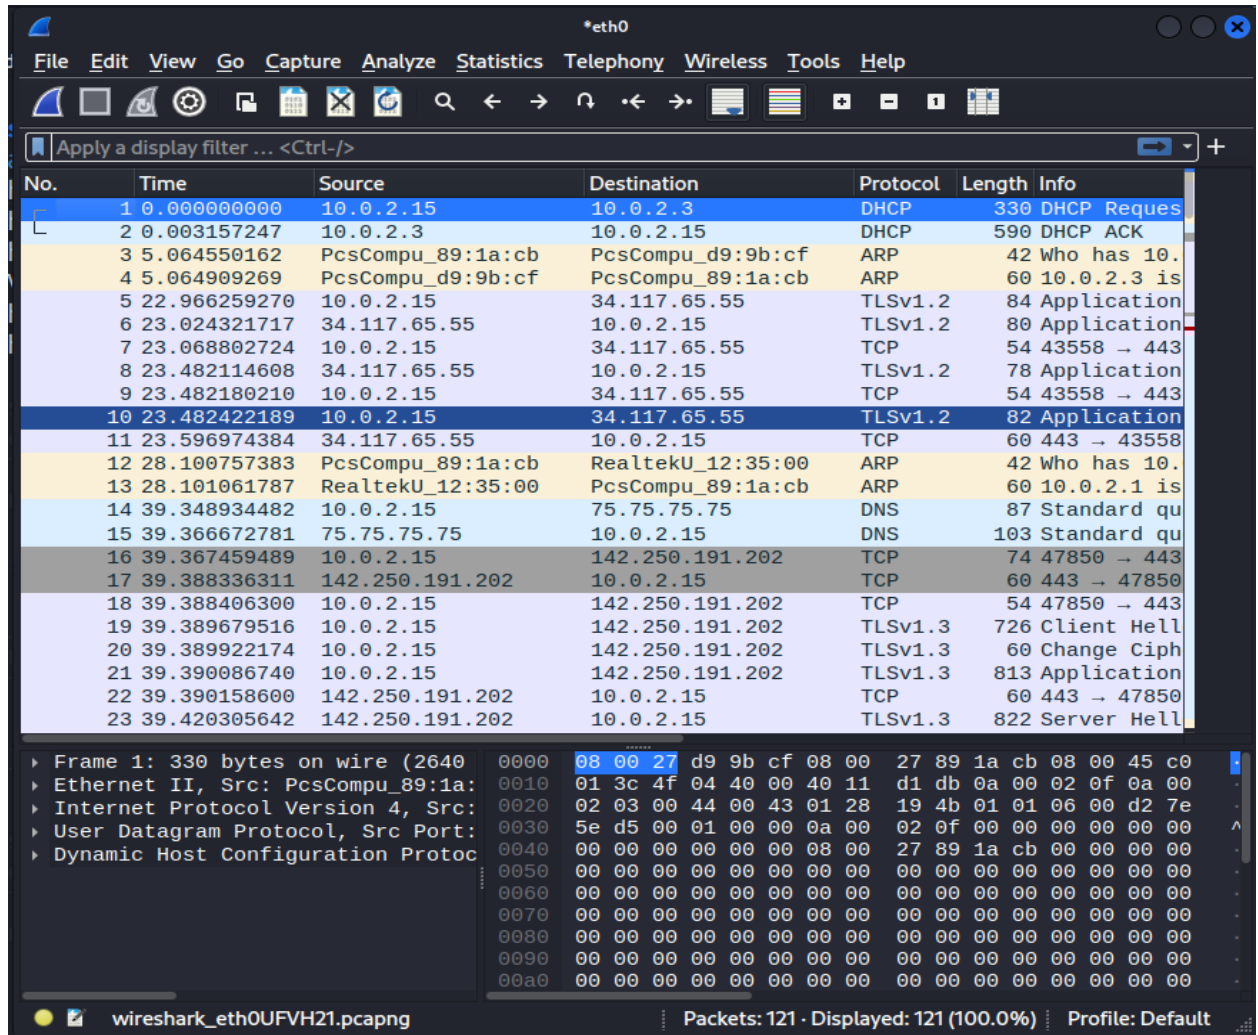 *eth0
File Edit View Go Capture Analyze Statistics Telephony Wireless Tools Help
Apply a display filter ... <Ctrl-/>
No. Time Source Destination Protocol Length Info
1 0.000000000 10.0.2.15 10.0.2.3 DHCP 330 DHCP Reques
2 0.003157247 10.0.2.3 10.0.2.15 DHCP 590 DHCP ACK
3 5.064550162 PcsCompu_89:1a:cb PcsCompu_d9:9b:cf ARP 42 Who has 10.
4 5.064909269 PcsCompu_d9:9b:cf PcsCompu_89:1a:cb ARP 60 10.0.2.3 is
5 22.966259270 10.0.2.15 34.117.65.55 TLSv1.2 84 Application
6 23.024321717 34.117.65.55 10.0.2.15 TLSv1.2 80 Application
7 23.068802724 10.0.2.15 34.117.65.55 TCP 54 43558 → 443
8 23.482114608 34.117.65.55 10.0.2.15 TLSv1.2 78 Application
9 23.482180210 10.0.2.15 34.117.65.55 TCP 54 43558 → 443
10 23.482422189 10.0.2.15 34.117.65.55 TLSv1.2 82 Application
11 23.596974384 34.117.65.55 10.0.2.15 TCP 60 443 → 43558
12 28.100757383 PcsCompu_89:1a:cb RealtekU_12:35:00 ARP 42 Who has 10.
13 28.101061787 RealtekU_12:35:00 PcsCompu_89:1a:cb ARP 60 10.0.2.1 is
14 39.348934482 10.0.2.15 75.75.75.75 DNS 87 Standard qu
15 39.366672781 75.75.75.75 10.0.2.15 DNS 103 Standard qu
16 39.367459489 10.0.2.15 142.250.191.202 TCP 74 47850 → 443
17 39.388336311 142.250.191.202 10.0.2.15 TCP 60 443 → 47850
18 39.388406300 10.0.2.15 142.250.191.202 TCP 54 47850 → 443
19 39.389679516 10.0.2.15 142.250.191.202 TLSv1.3 726 Client Hell
20 39.389922174 10.0.2.15 142.250.191.202 TLSv1.3 60 Change Ciph
21 39.390086740 10.0.2.15 142.250.191.202 TLSv1.3 813 Application
22 39.390158600 142.250.191.202 10.0.2.15 TCP 60 443 → 47850
23 39.420305642 142.250.191.202 10.0.2.15 TLSv1.3 822 Server Hell
Frame 1: 330 bytes on wire (2640
Ethernet II, Src: PcsCompu_89:1a:
Internet Protocol Version 4, Src:
User Datagram Protocol, Src Port:
Dynamic Host Configuration Protoc
0000 08 00 27 d9 9b cf 08 00 27 89 1a cb 08 00 45 c0
0010 01 3c 4f 04 40 00 40 11 d1 db 0a 00 02 0f 0a 00
0020 02 03 00 44 00 43 01 28 19 4b 01 01 06 00 d2 7e
0030 5e d5 00 01 00 00 0a 00 02 0f 00 00 00 00 00 00 ^
0040 00 00 00 00 00 00 08 00 27 89 1a cb 00 00 00 00
0050 00 00 00 00 00 00 00 00 00 00 00 00 00 00 00 00
0060 00 00 00 00 00 00 00 00 00 00 00 00 00 00 00 00
0070 00 00 00 00 00 00 00 00 00 00 00 00 00 00 00 00
0080 00 00 00 00 00 00 00 00 00 00 00 00 00 00 00 00
0090 00 00 00 00 00 00 00 00 00 00 00 00 00 00 00 00
00a0 00 00 00 00 00 00 00 00 00 00 00 00 00 00 00 00
wireshark_eth0UFVH21.pcapng Packets: 121 · Displayed: 121 (100.0%) Profile: Default